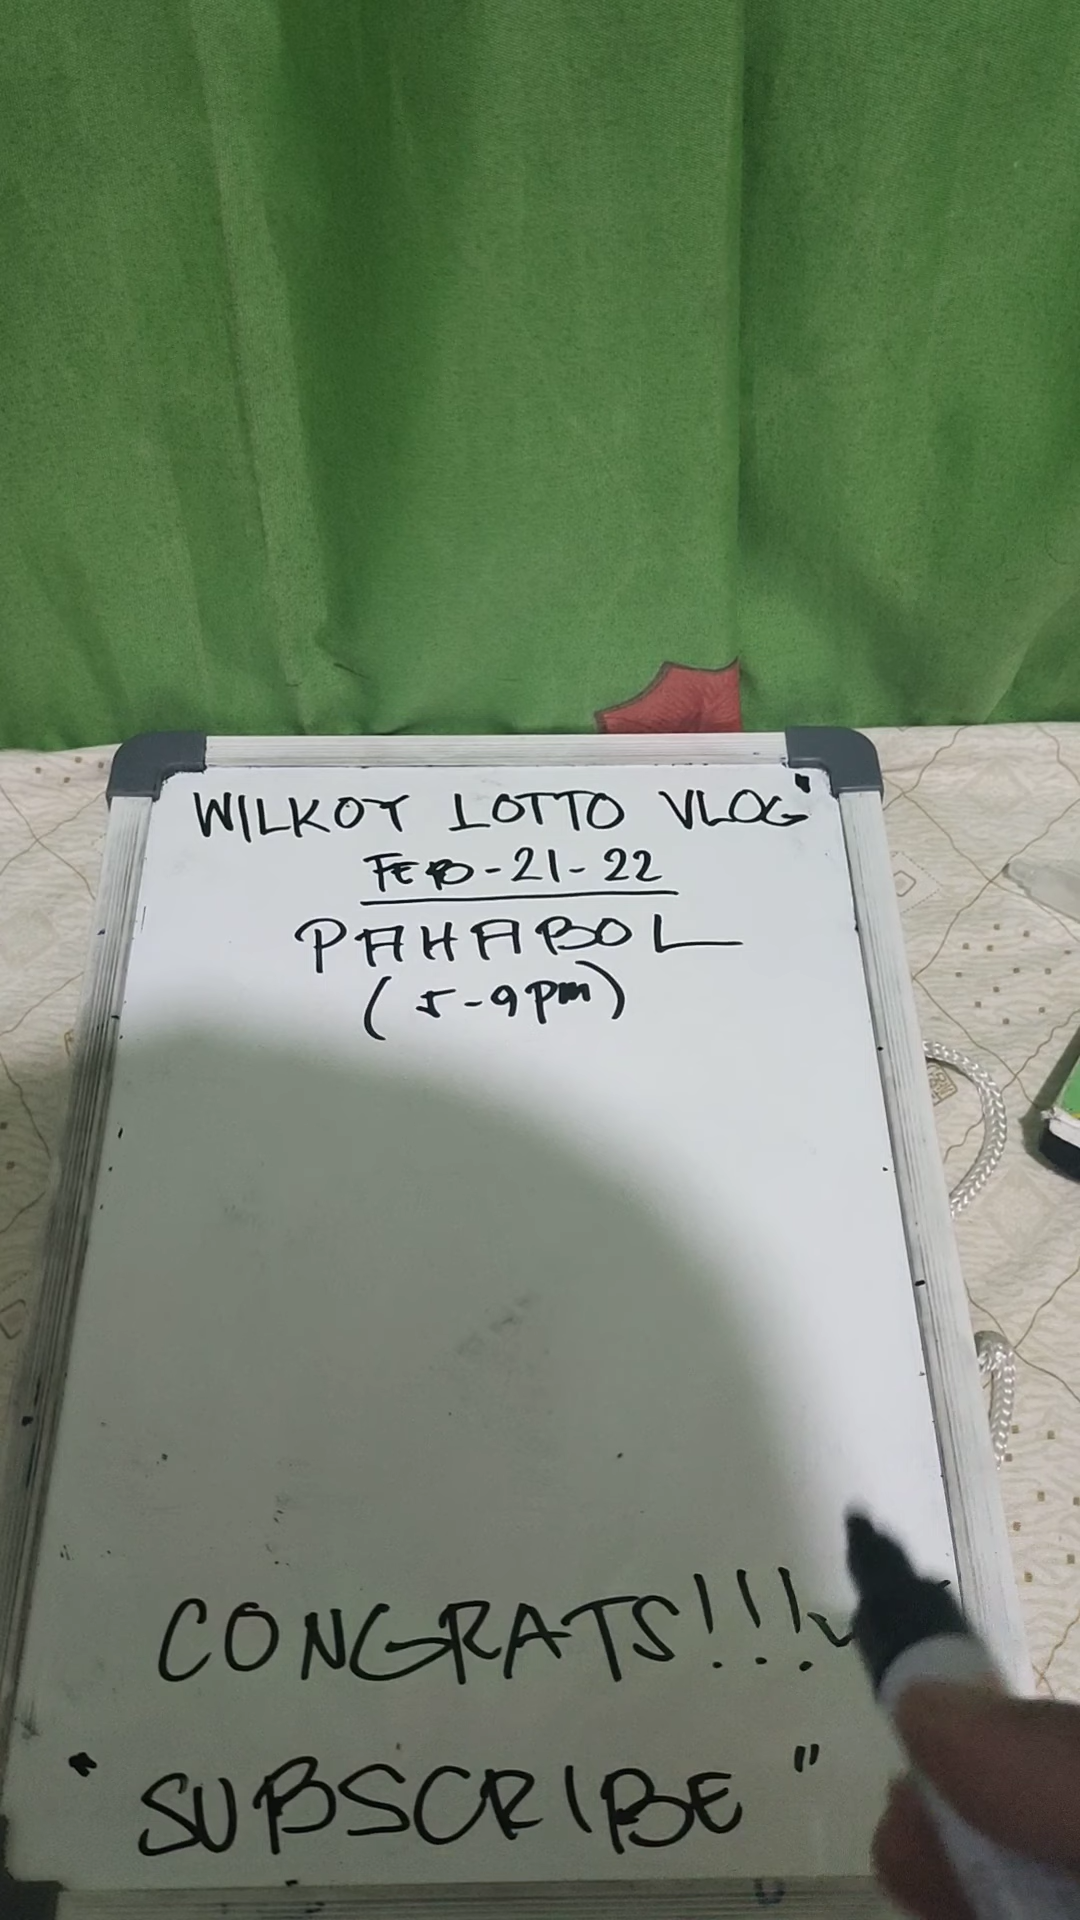 WILKOY LOTTO VLOG"
FEB-21-22
PAHABOL
(5-9pm)
CONGRATS!!!
"SUBSCRIBE"